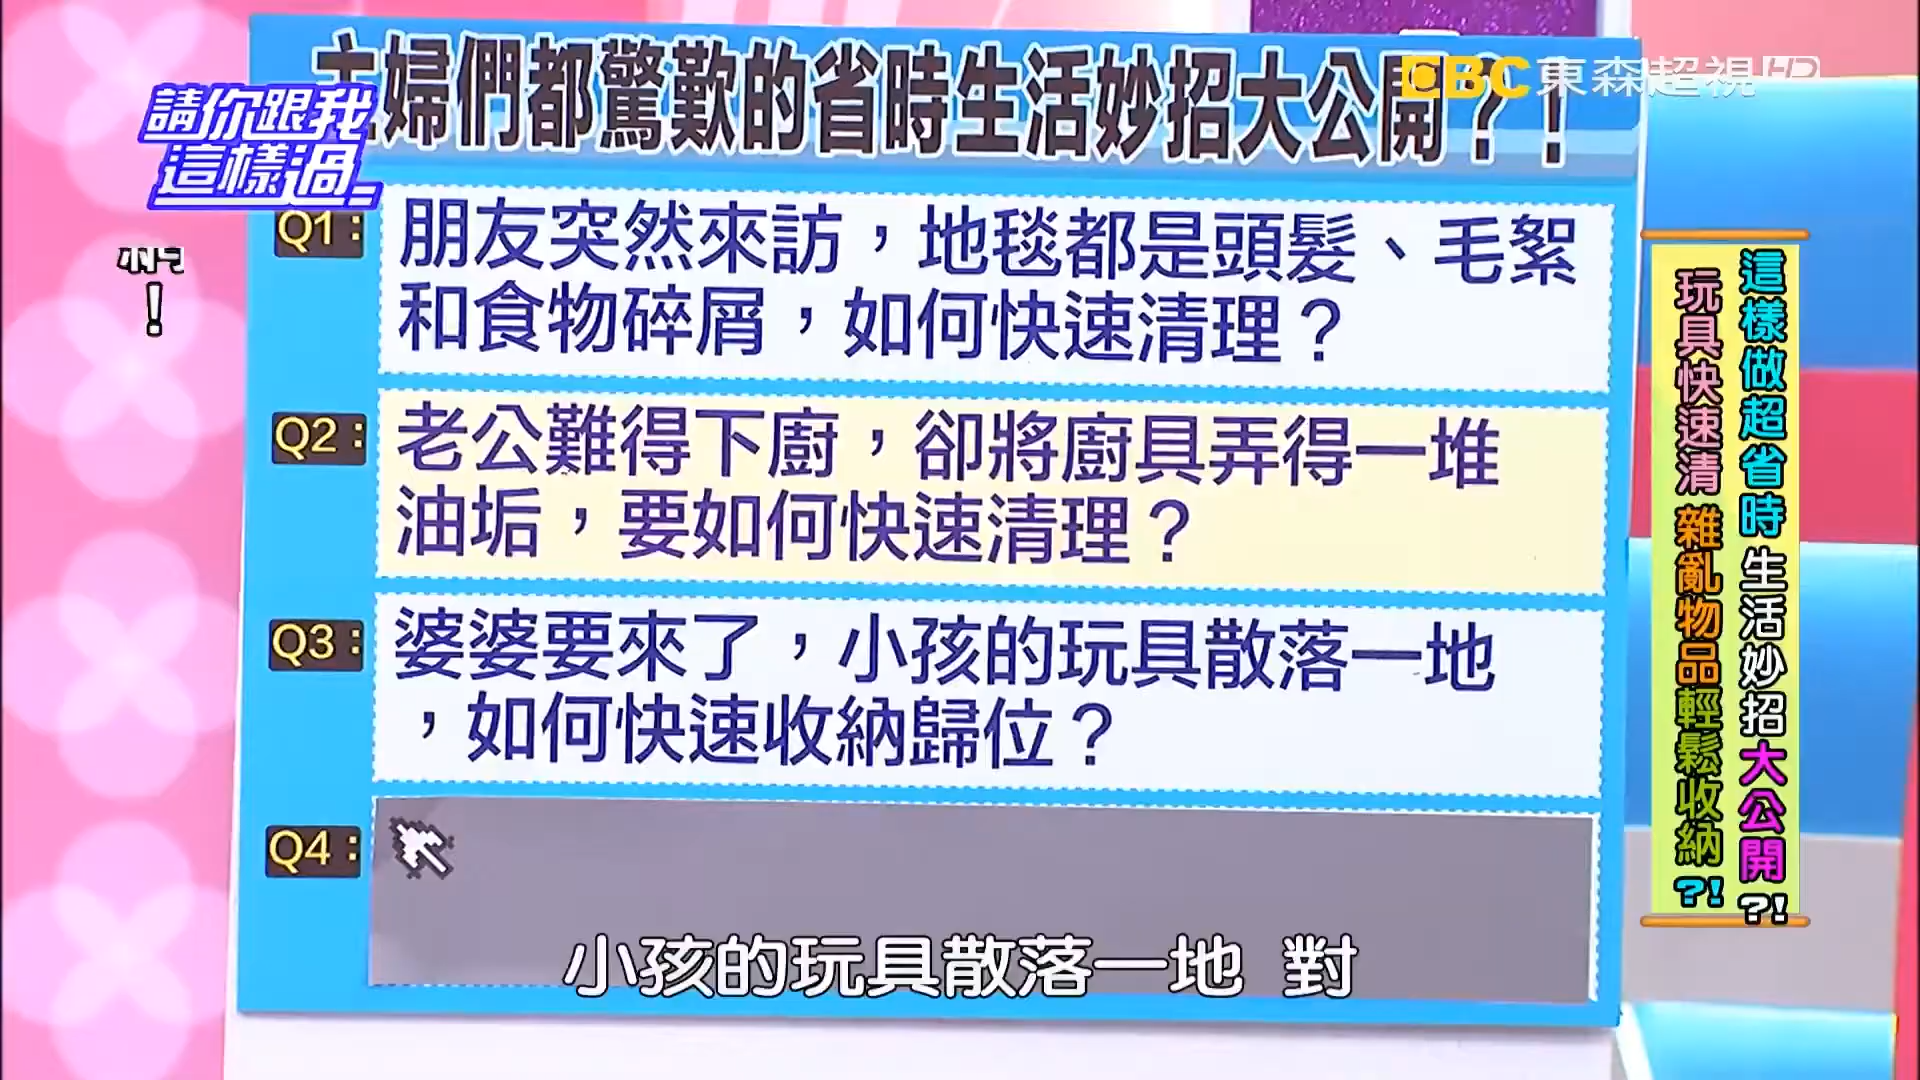 主婦們都驚歎的省時生活妙招大公開?!
EBC東森超視HD
請你跟我
這樣過
Q1:
朋友突然來訪,地毯都是頭髮、毛絮
和食物碎屑,如何快速清理?
Q2:
老公難得下廚,卻將廚具弄得一堆
油垢,要如何快速清理?
Q3:
婆婆要來了,小孩的玩具散落一地
,如何快速收納歸位?
Q4:
這樣做超省時生活妙招大公開?!
玩具快速清 雜亂物品輕鬆收納?!
小孩的玩具散落一地 對